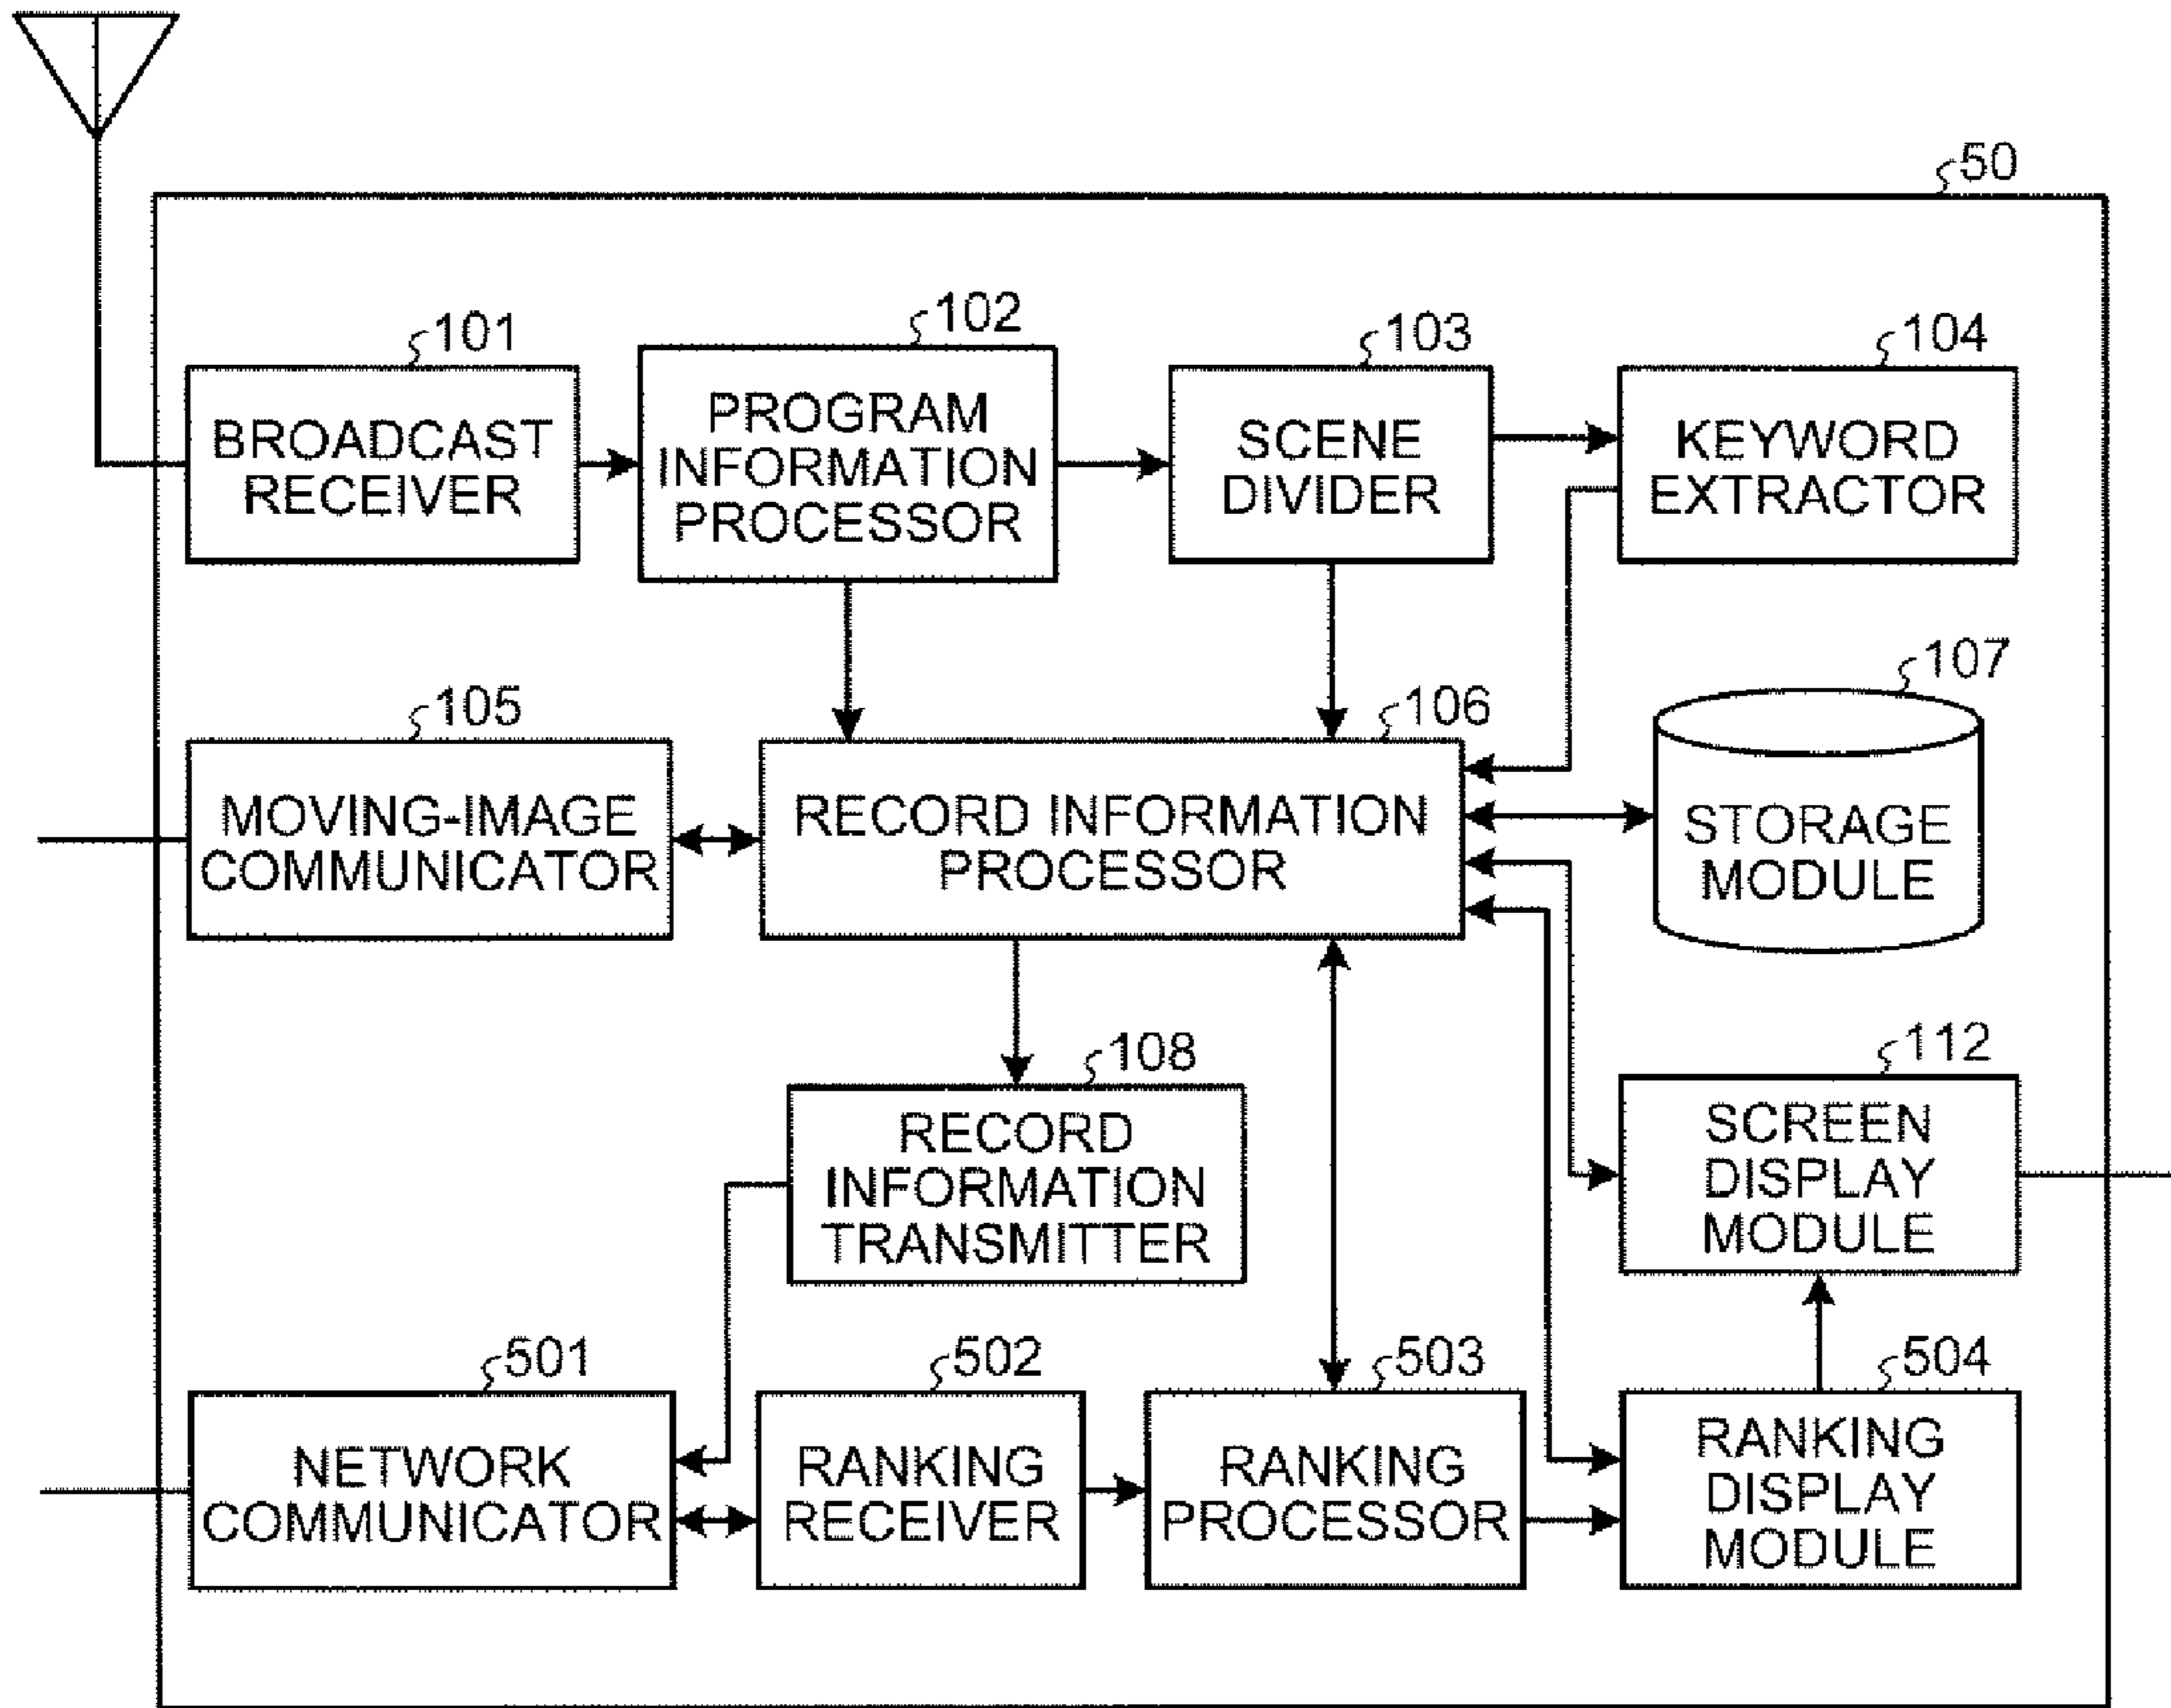 50
101
102
103
104
BROADCAST
RECEIVER
PROGRAM
INFORMATION
PROCESSOR
SCENE
DIVIDER
KEYWORD
EXTRACTOR
105
106
107
MOVING-IMAGE
COMMUNICATOR
RECORD INFORMATION
PROCESSOR
STORAGE
MODULE
108
112
RECORD
INFORMATION
TRANSMITTER
SCREEN
DISPLAY
MODULE
501
502
503
504
NETWORK
COMMUNICATOR
RANKING
RECEIVER
RANKING
PROCESSOR
RANKING
DISPLAY
MODULE